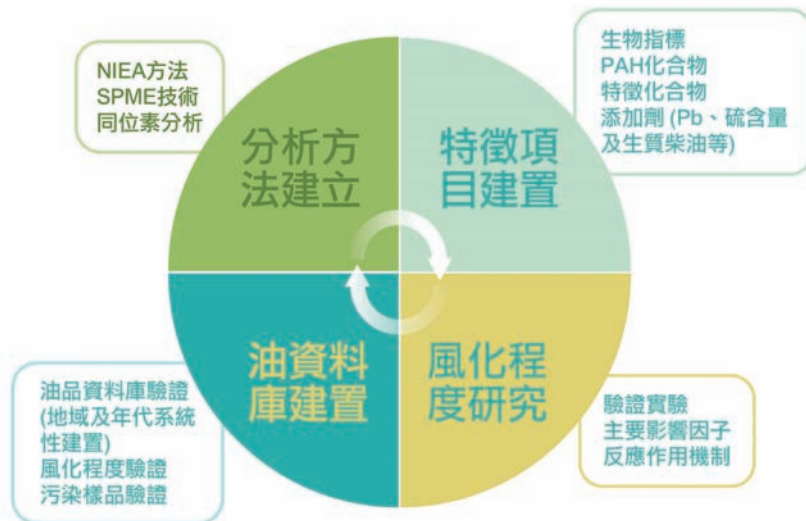 NIEA方法
SPME技術
同位素分析
分析方
法建立
特徵項
目建置
生物指標
PAH化合物
特徵化合物
添加劑 (Pb、硫含量
及生質柴油等)
油資料
庫建置
風化程
度研究
油品資料庫驗證
(地域及年代系統
性建置)
風化程度驗證
污染樣品驗證
驗證實驗
主要影響因子
反應作用機制